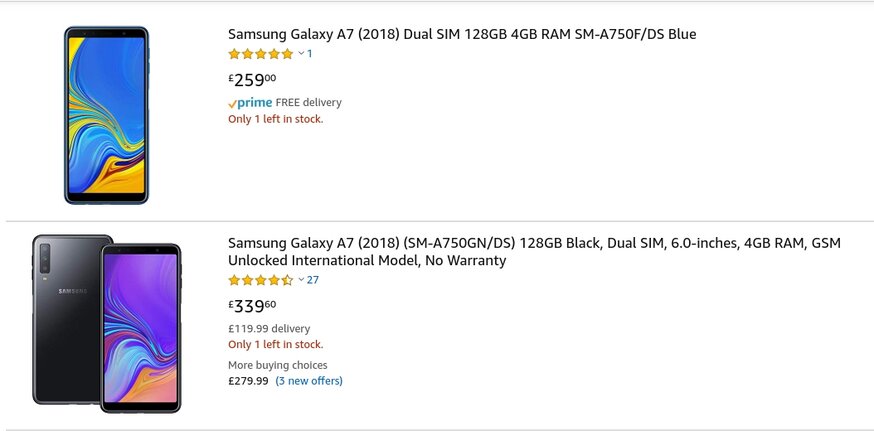 Samsung Galaxy A7 (2018) Dual SIM 128GB 4GB RAM SM-A750F/DS Blue
1
£25900
prime FREE delivery
Only 1 left in stock.
SAMSUNG
Samsung Galaxy A7 (2018) (SM-A750GN/DS) 128GB Black, Dual SIM, 6.0-inches, 4GB RAM, GSM
Unlocked International Model, No Warranty
27
£33960
£119.99 delivery
Only 1 left in stock.
More buying choices
£279.99 (3 new offers)